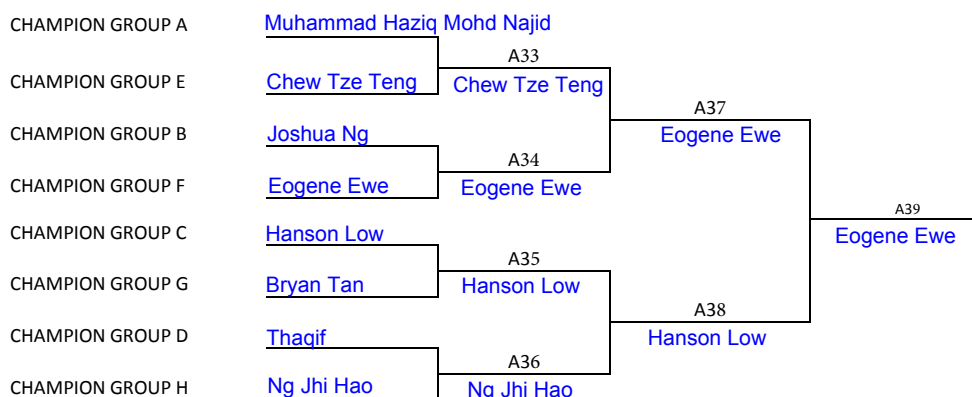 CHAMPION GROUP A Muhammad Haziq Mohd Najid
A33
CHAMPION GROUP E Chew Tze Teng Chew Tze Teng
A37
CHAMPION GROUP B Joshua Ng Eogene Ewe
A34
CHAMPION GROUP F Eogene Ewe Eogene Ewe
A39
CHAMPION GROUP C Hanson Low Eogene Ewe
A35
CHAMPION GROUP G Bryan Tan Hanson Low
A38
CHAMPION GROUP D Thaqif Hanson Low
A36
CHAMPION GROUP H Ng Jhi Hao Ng Jhi Hao